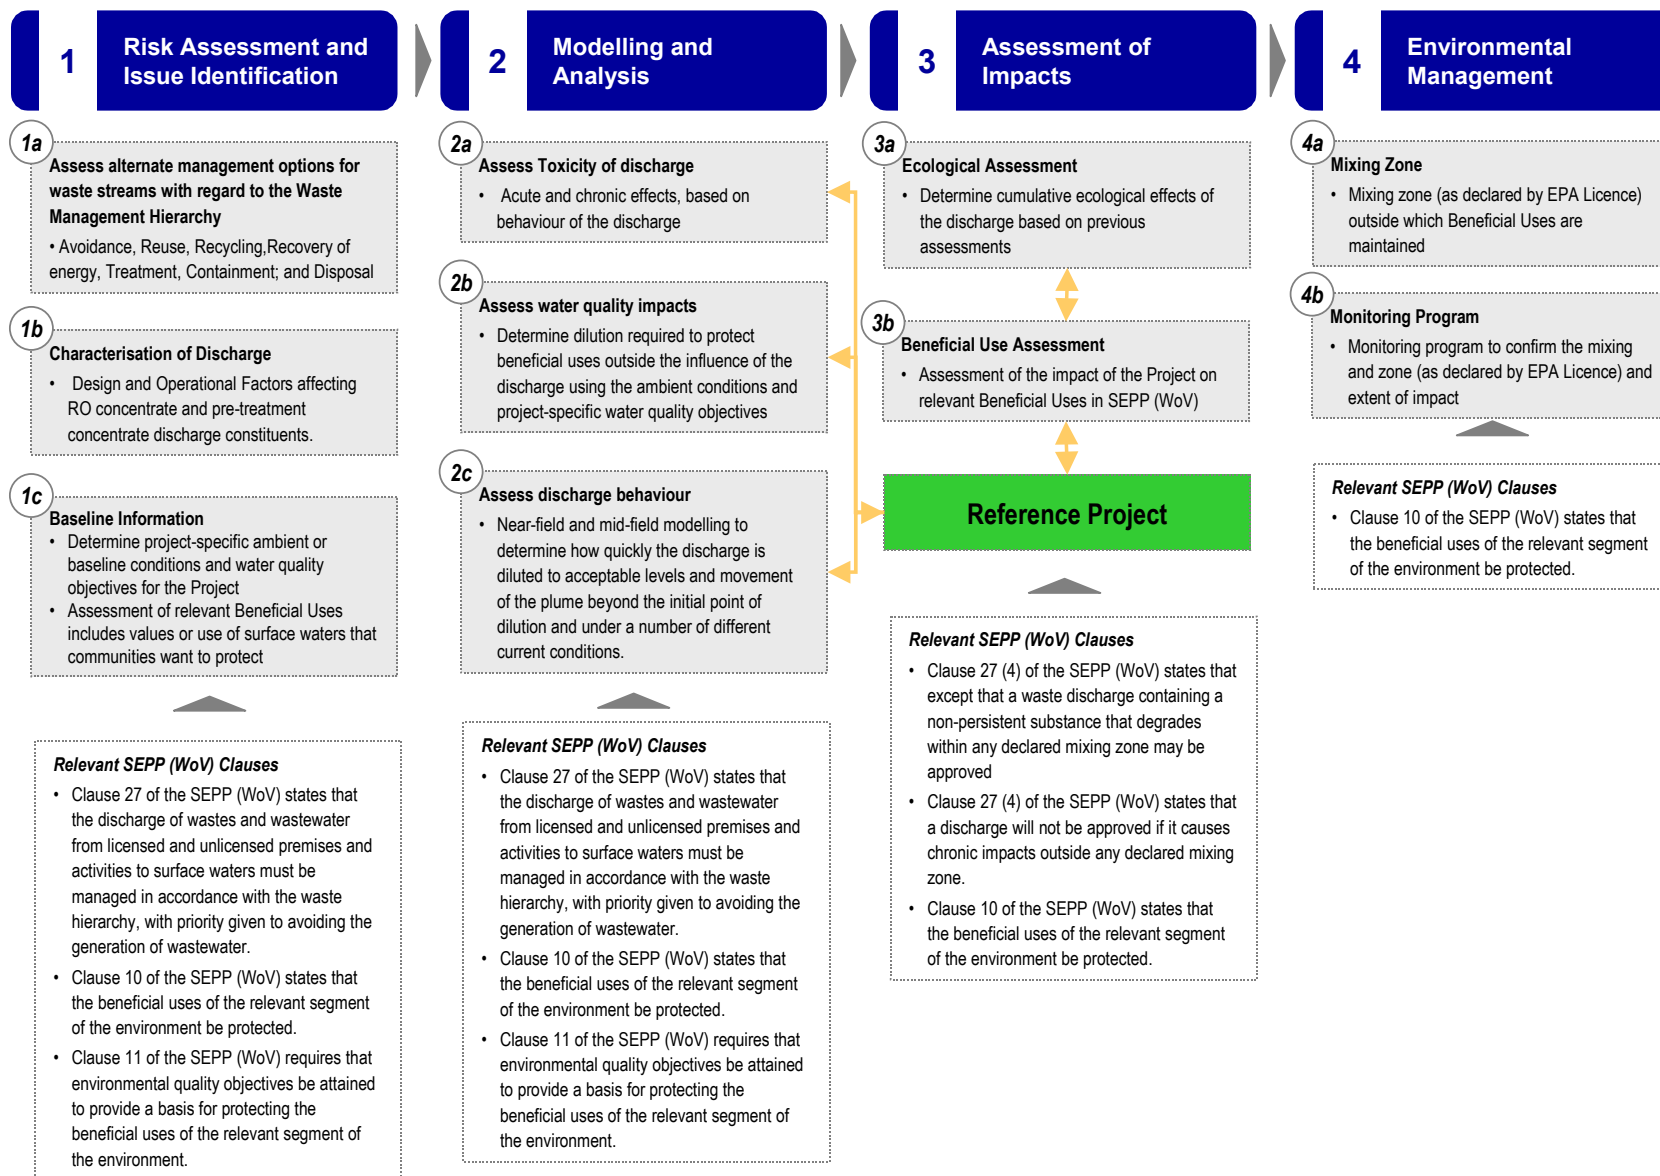 1
Risk Assessment and
Issue Identification
1a
Assess alternate management options for
waste streams with regard to the Waste
Management Hierarchy
• Avoidance, Reuse, Recycling,Recovery of
energy, Treatment, Containment; and Disposal
1b
Characterisation of Discharge
• Design and Operational Factors affecting
RO concentrate and pre-treatment
concentrate discharge constituents.
1c
Baseline Information
• Determine project-specific ambient or
baseline conditions and water quality
objectives for the Project
• Assessment of relevant Beneficial Uses
includes values or use of surface waters that
communities want to protect
Relevant SEPP (WoV) Clauses
• Clause 27 of the SEPP (WoV) states that
the discharge of wastes and wastewater
from licensed and unlicensed premises and
activities to surface waters must be
managed in accordance with the waste
hierarchy, with priority given to avoiding the
generation of wastewater.
• Clause 10 of the SEPP (WoV) states that
the beneficial uses of the relevant segment
of the environment be protected.
• Clause 11 of the SEPP (WoV) requires that
environmental quality objectives be attained
to provide a basis for protecting the
beneficial uses of the relevant segment of
the environment.
2
Modelling and
Analysis
2a
Assess Toxicity of discharge
• Acute and chronic effects, based on
behaviour of the discharge
2b
Assess water quality impacts
• Determine dilution required to protect
beneficial uses outside the influence of the
discharge using the ambient conditions and
project-specific water quality objectives
2c
Assess discharge behaviour
• Near-field and mid-field modelling to
determine how quickly the discharge is
diluted to acceptable levels and movement
of the plume beyond the initial point of
dilution and under a number of different
current conditions.
Relevant SEPP (WoV) Clauses
• Clause 27 of the SEPP (WoV) states that
the discharge of wastes and wastewater
from licensed and unlicensed premises and
activities to surface waters must be
managed in accordance with the waste
hierarchy, with priority given to avoiding the
generation of wastewater.
• Clause 10 of the SEPP (WoV) states that
the beneficial uses of the relevant segment
of the environment be protected.
• Clause 11 of the SEPP (WoV) requires that
environmental quality objectives be attained
to provide a basis for protecting the
beneficial uses of the relevant segment of
the environment.
3
Assessment of
Impacts
3a
Ecological Assessment
• Determine cumulative ecological effects of
the discharge based on previous
assessments
3b
Beneficial Use Assessment
• Assessment of the impact of the Project on
relevant Beneficial Uses in SEPP (WoV)
Reference Project
Relevant SEPP (WoV) Clauses
• Clause 27 (4) of the SEPP (WoV) states that
except that a waste discharge containing a
non-persistent substance that degrades
within any declared mixing zone may be
approved
• Clause 27 (4) of the SEPP (WoV) states that
a discharge will not be approved if it causes
chronic impacts outside any declared mixing
zone.
• Clause 10 of the SEPP (WoV) states that
the beneficial uses of the relevant segment
of the environment be protected.
4
Environmental
Management
4a
Mixing Zone
• Mixing zone (as declared by EPA Licence)
outside which Beneficial Uses are
maintained
4b
Monitoring Program
• Monitoring program to confirm the mixing
and zone (as declared by EPA Licence) and
extent of impact
Relevant SEPP (WoV) Clauses
• Clause 10 of the SEPP (WoV) states that
the beneficial uses of the relevant segment
of the environment be protected.